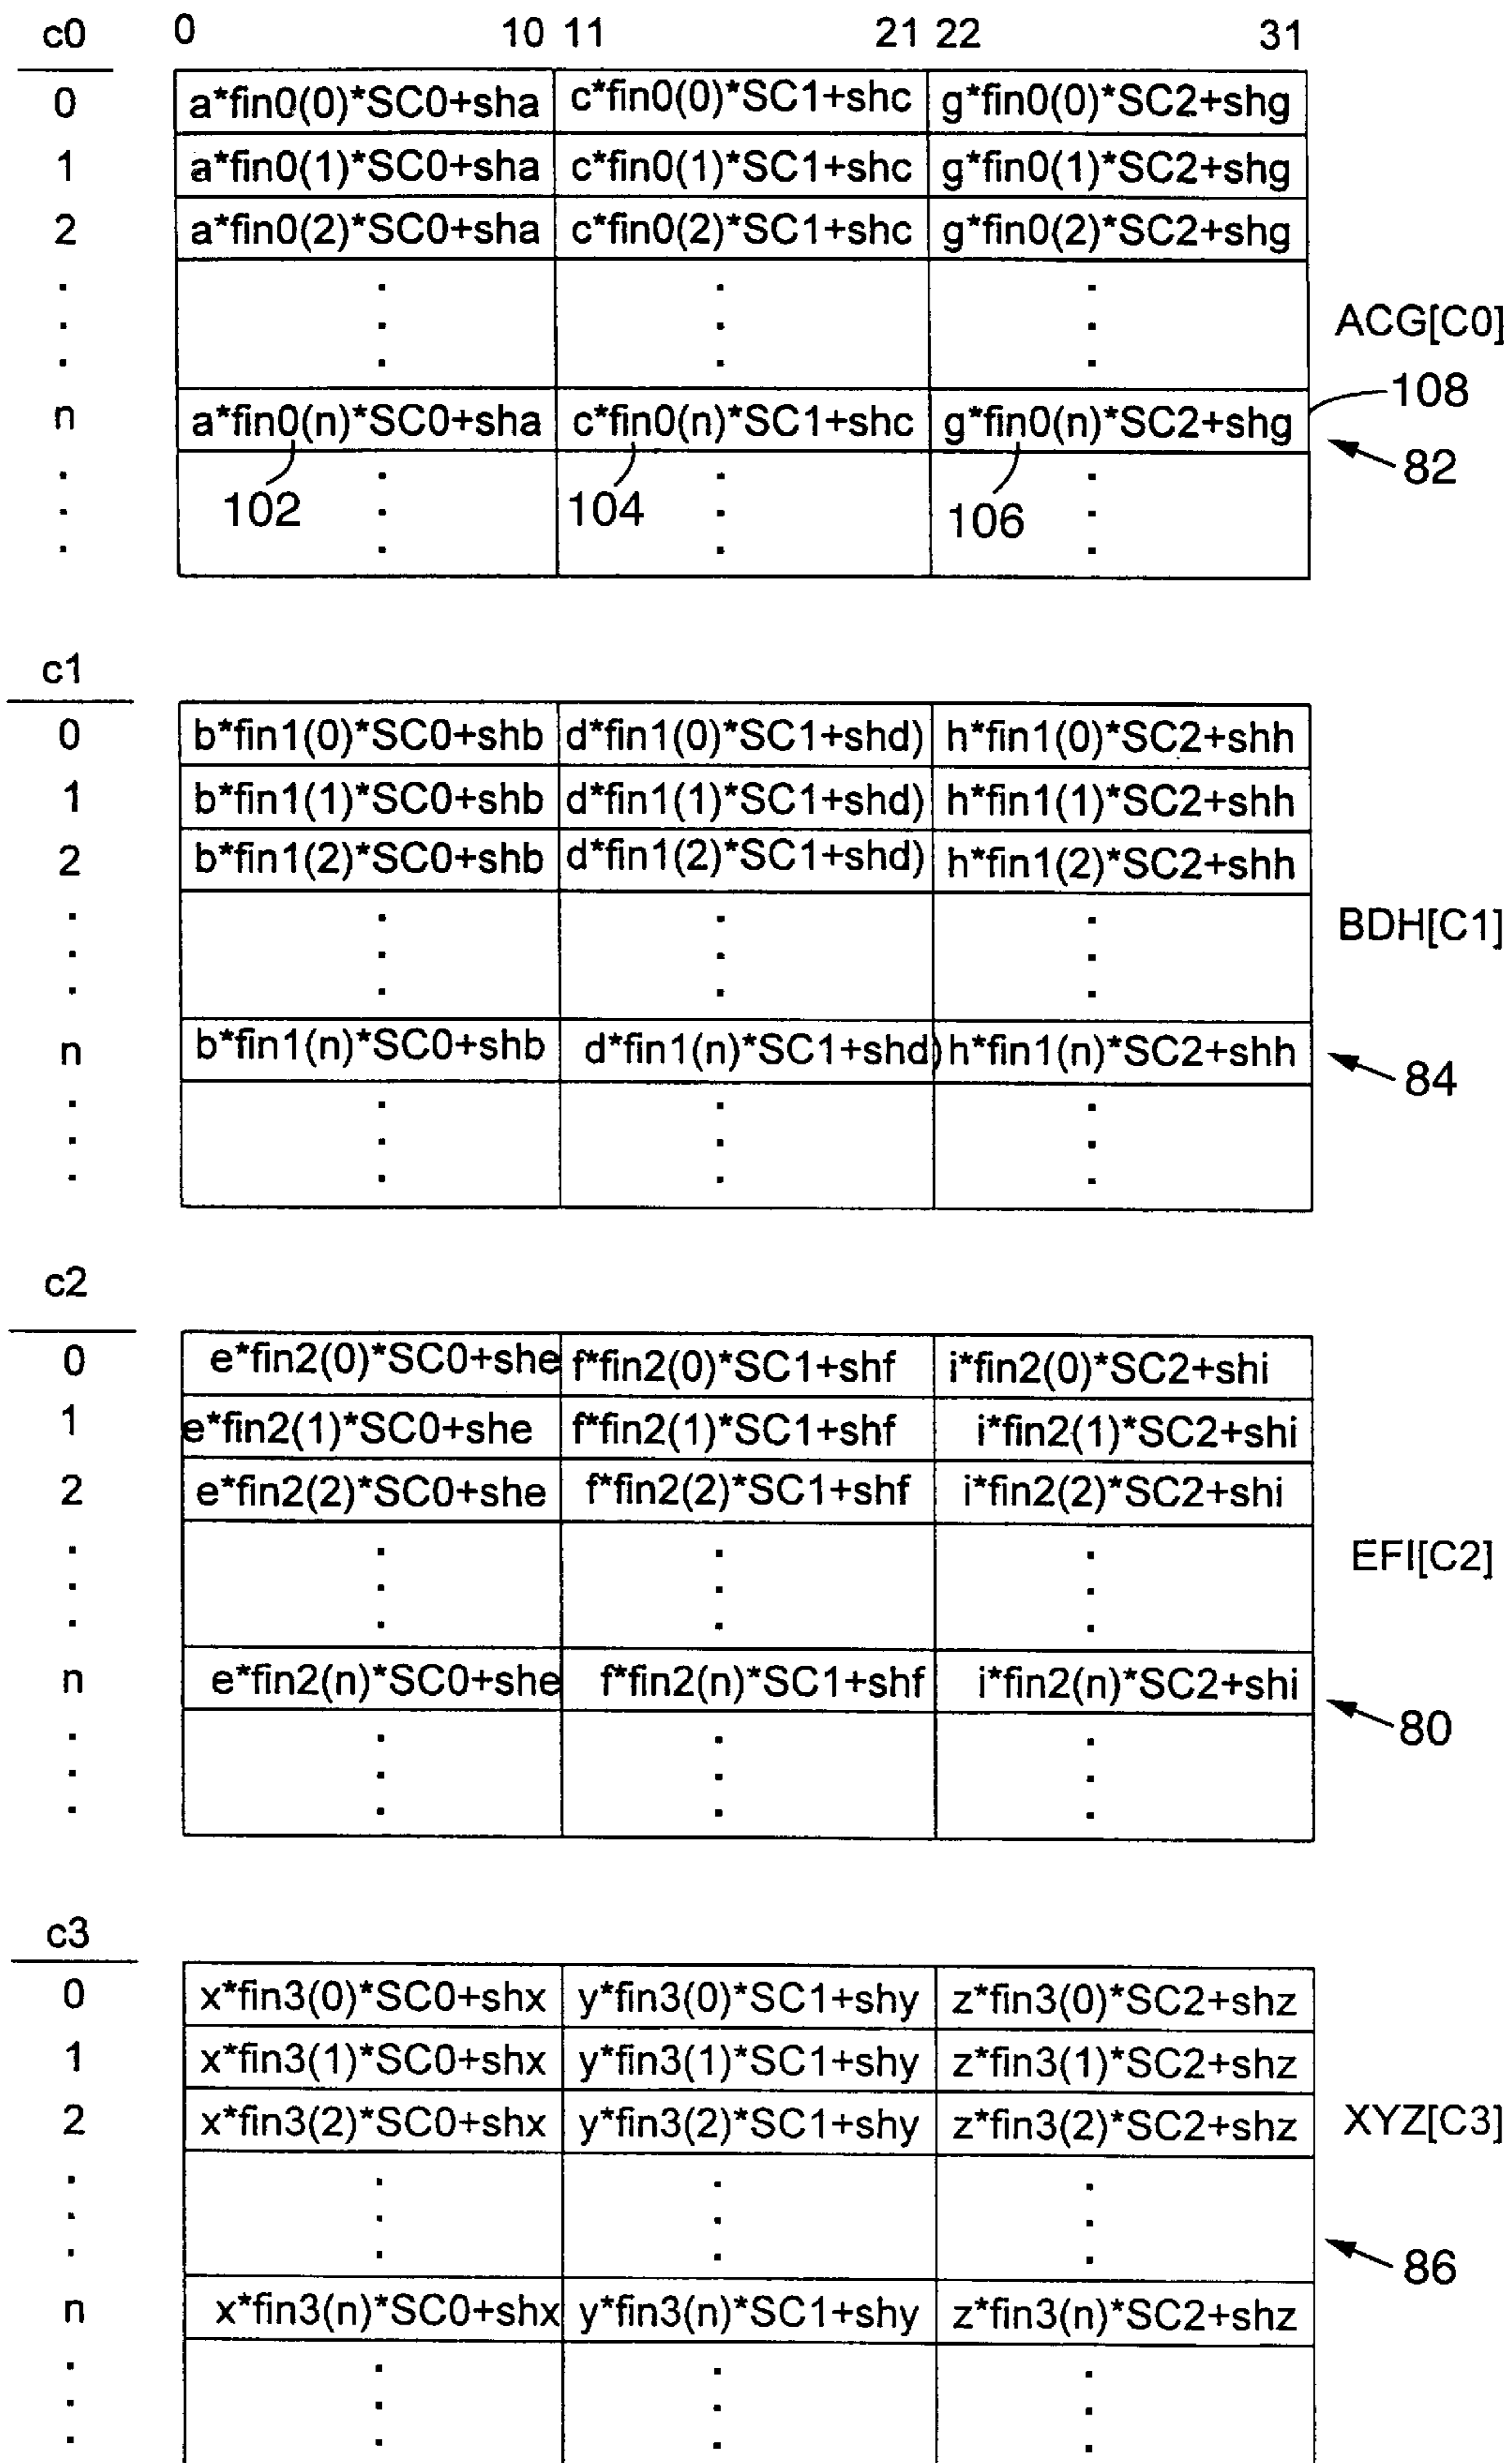 c0 0 10 11 21 22 31
0 a*fin0(0)*SC0+sha c*fin0(0)*SC1+shc g*fin0(0)*SC2+shg
1 a*fin0(1)*SC0+sha c*fin0(1)*SC1+shc g*fin0(1)*SC2+shg
2 a*fin0(2)*SC0+sha c*fin0(2)*SC1+shc g*fin0(2)*SC2+shg
ACG[C0]
108
n a*fin0(n)*SC0+sha c*fin0(n)*SC1+shc g*fin0(n)*SC2+shg
82
102 104 106
c1
0 b*fin1(0)*SC0+shb d*fin1(0)*SC1+shd) h*fin1(0)*SC2+shh
1 b*fin1(1)*SC0+shb d*fin1(1)*SC1+shd) h*fin1(1)*SC2+shh
2 b*fin1(2)*SC0+shb d*fin1(2)*SC1+shd) h*fin1(2)*SC2+shh
BDH[C1]
n b*fin1(n)*SC0+shb d*fin1(n)*SC1+shd) h*fin1(n)*SC2+shh
84
c2
0 e*fin2(0)*SC0+she f*fin2(0)*SC1+shf i*fin2(0)*SC2+shi
1 e*fin2(1)*SC0+she f*fin2(1)*SC1+shf i*fin2(1)*SC2+shi
2 e*fin2(2)*SC0+she f*fin2(2)*SC1+shf i*fin2(2)*SC2+shi
EFI[C2]
n e*fin2(n)*SC0+she f*fin2(n)*SC1+shf i*fin2(n)*SC2+shi
80
c3
0 x*fin3(0)*SC0+shx y*fin3(0)*SC1+shy z*fin3(0)*SC2+shz
1 x*fin3(1)*SC0+shx y*fin3(1)*SC1+shy z*fin3(1)*SC2+shz
2 x*fin3(2)*SC0+shx y*fin3(2)*SC1+shy z*fin3(2)*SC2+shz
XYZ[C3]
86
n x*fin3(n)*SC0+shx y*fin3(n)*SC1+shy z*fin3(n)*SC2+shz